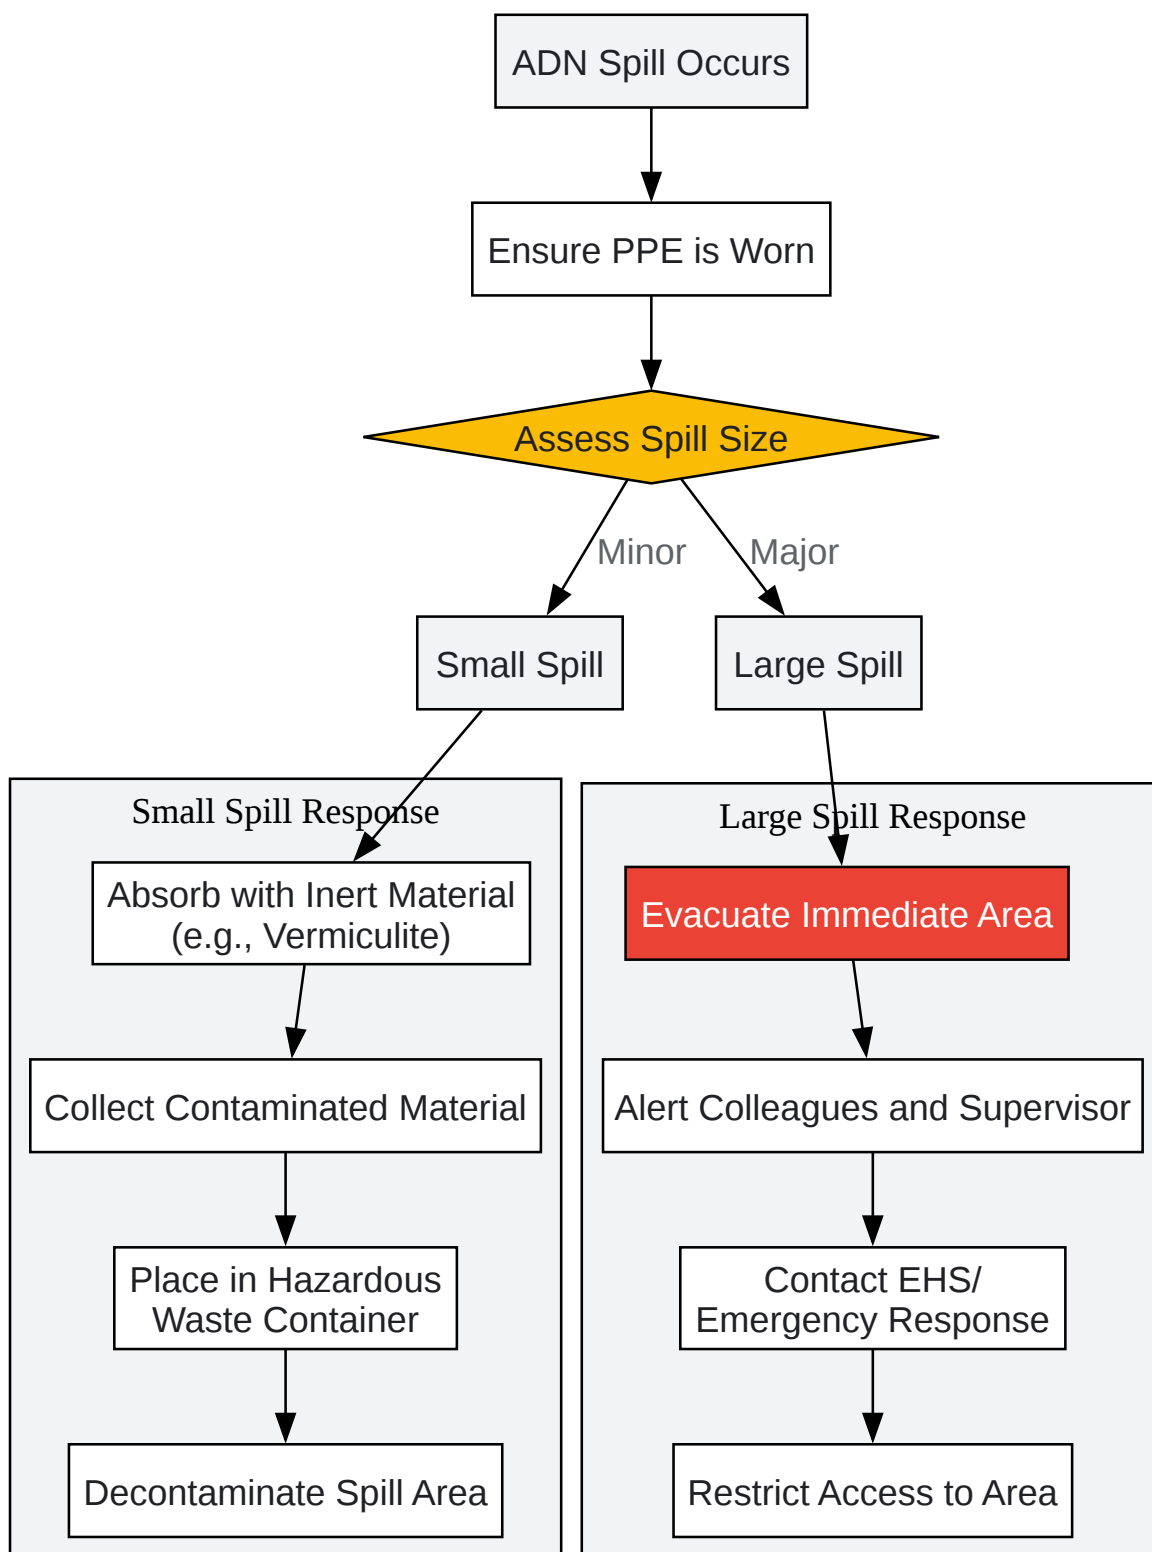 ADN Spill Occurs
Ensure PPE is Worn
Assess Spill Size
Minor
Major
Small Spill
Large Spill
Small Spill Response
Absorb with Inert Material
(e.g., Vermiculite)
Collect Contaminated Material
Place in Hazardous
Waste Container
Decontaminate Spill Area
Large Spill Response
Evacuate Immediate Area
Alert Colleagues and Supervisor
Contact EHS/
Emergency Response
Restrict Access to Area